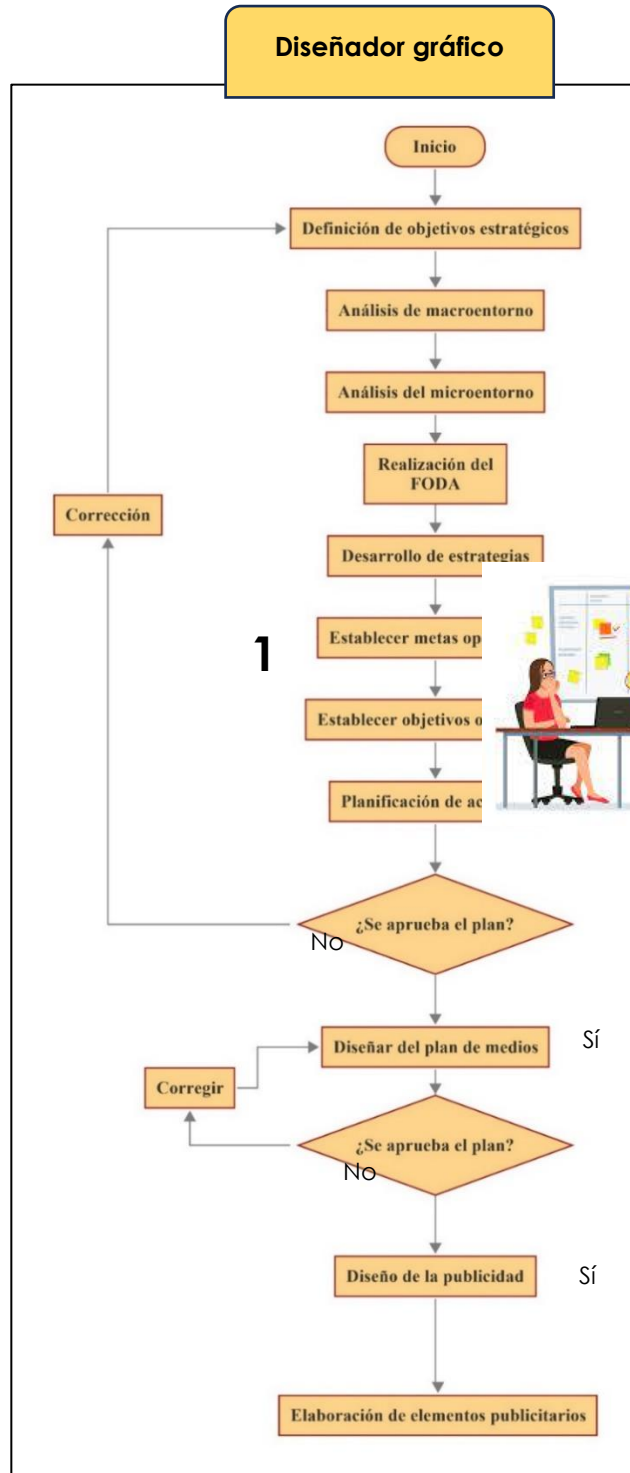 Diseñador gráfico
Inicio
Definición de objetivos estratégicos
Análisis de macroentorno
Análisis del microentorno
Realización del
FODA
Corrección
Desarrollo de estrategias
1
Establecer metas
Establecer objetivos
Planificación de
¿Se aprueba el plan?
No
Diseñar del plan de medios
Sí
Corregir
¿Se aprueba el plan?
No
Diseño de la publicidad
Sí
Elaboración de elementos publicitarios